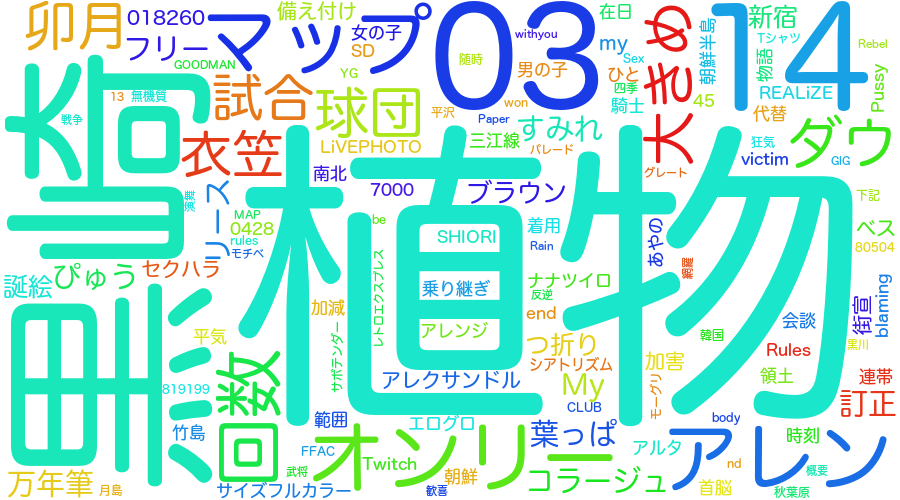 卯月
018260
備え付け
女の子
03
大きめ
14
在日
新宿
Tシャツ
Rebel
フリー
マップ
SD
withyou
my
朝鮮半島
物語
REALiZE
Pussy
GOODMAN
YG
随時
男の子
Sex
ひと
四季
騎士
45
代替
ダウ
黒崎
13
無機質
試合
球団
LiVEPHOTO
平沢
won
Paper
すみれ
三江線
パレード
グレート
victim
狂気
GIG
戦争
衣笠
南北
7000
ブラウン
植物
下記
演舞
リース
MAP
0428
rules
モチベ
be
SHIORI
着用
Rain
あやの
網羅
ベス
80504
セクハラ
ぴゅう
誕絵
レトロエクスプレス
乗り継ぎ
ナナツイロ
反逆
街宣
blaming
加減
end
会談
平気
サポテンダー
アレンジ
つ折り
韓国
黒川
819199
回数
アレクサンドル
シアトリズム
加害
Rules
領土
連帯
My
モーグリ
訂正
竹島
範囲
エログロ
CLUB
body
FFAC
オンリー
葉っぱ
アルタ
アレン
時刻
万年筆
月島
武将
Twitch
朝鮮
コラージュ
首脳
nd
概要
サイズフルカラー
歓喜
秋葉原